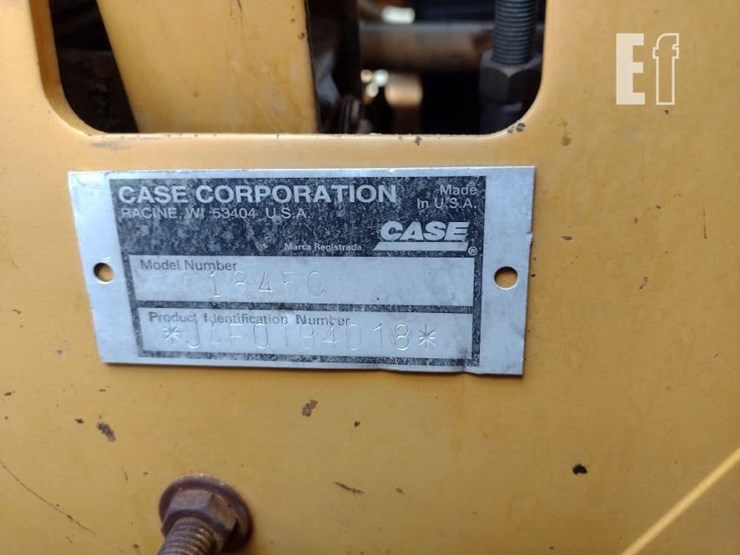 Ef
CASE CORPORATION
RACINE, WI 53404 U.S.A.
Made
In U.S.A.
Marca Registrada
CASE®
Model Number
1845C
Product Identification Number
*JAF0194018*